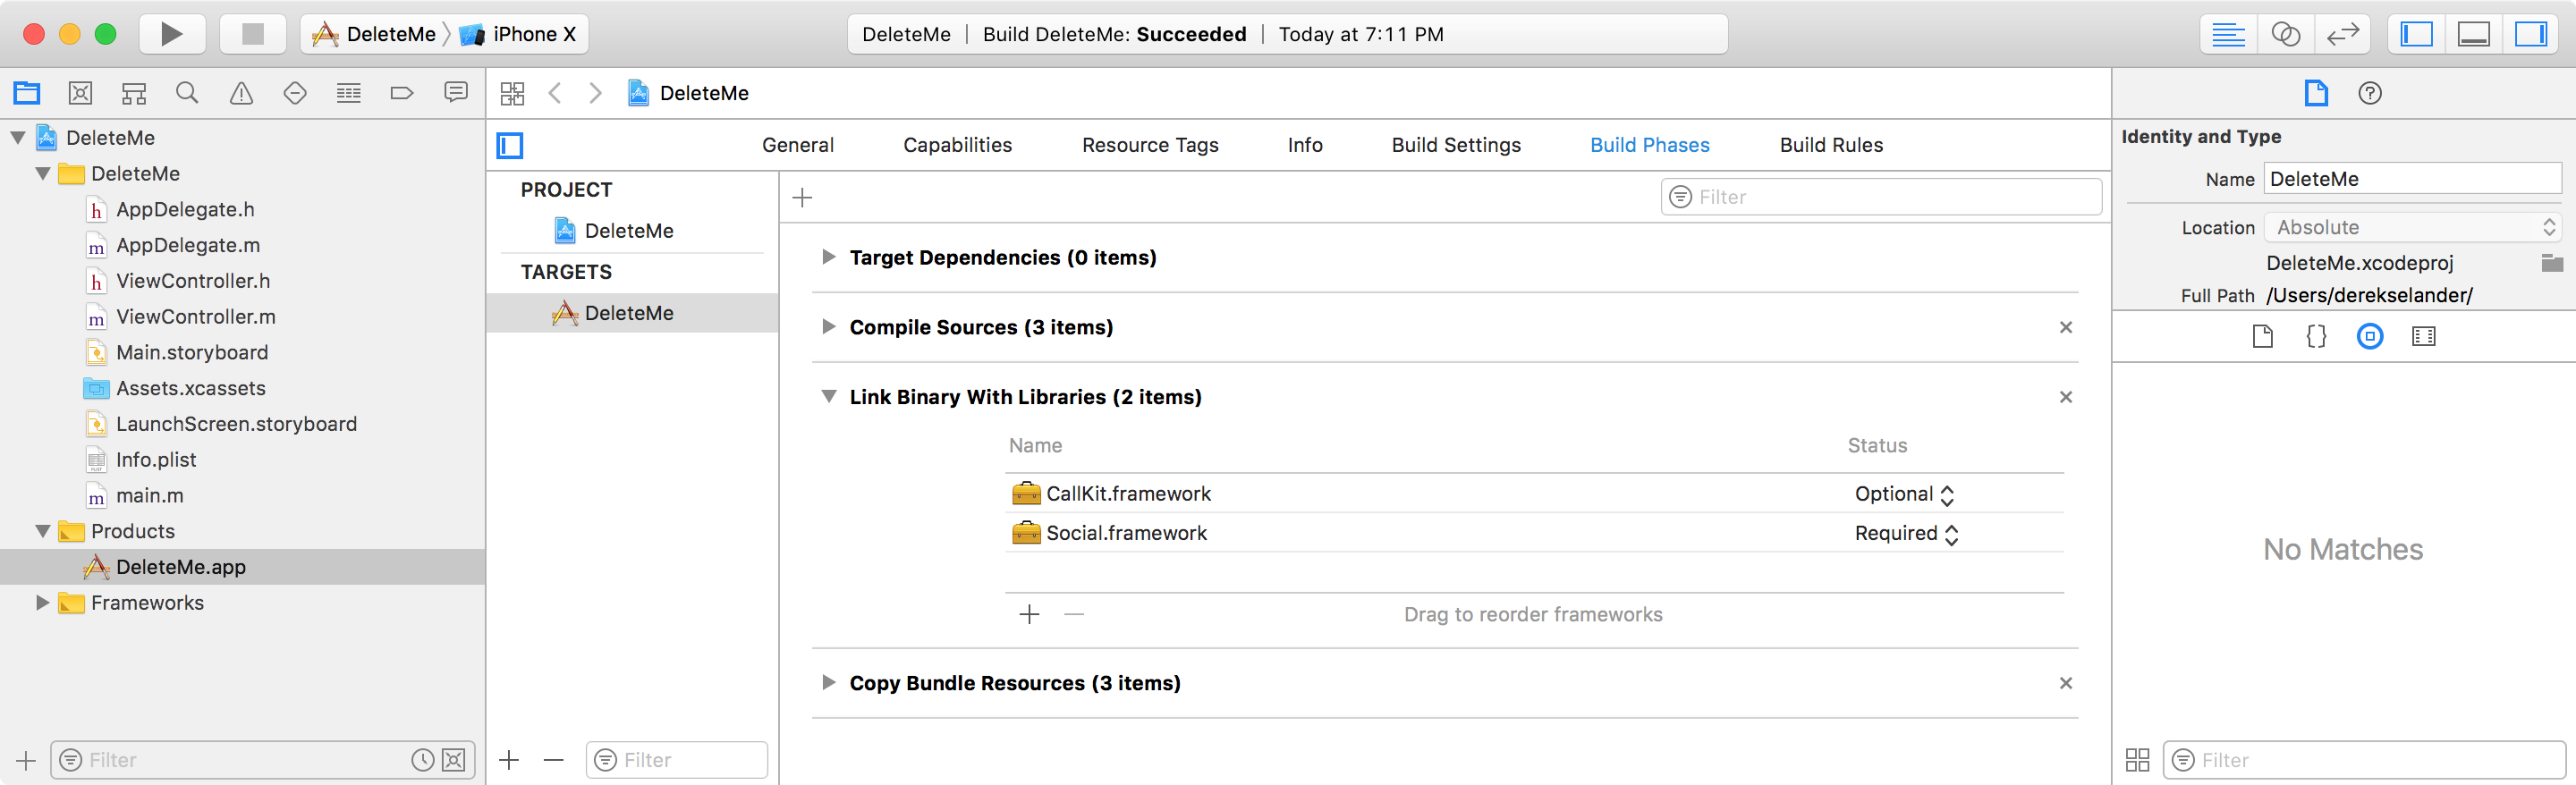 DeleteMe iPhone X
DeleteMe | Build DeleteMe: Succeeded | Today at 7:11 PM
DeleteMe
DeleteMe
AppDelegate.h
AppDelegate.m
ViewController.h
ViewController.m
Main.storyboard
Assets.xcassets
LaunchScreen.storyboard
Info.plist
main.m
Products
DeleteMe.app
Frameworks
Filter
DeleteMe
General Capabilities Resource Tags Info Build Settings Build Phases Build Rules
PROJECT
DeleteMe
TARGETS
DeleteMe
Filter
Filter
Target Dependencies (0 items)
Compile Sources (3 items)
Link Binary With Libraries (2 items)
Name Status
CallKit.framework Optional
Social.framework Required
Drag to reorder frameworks
Copy Bundle Resources (3 items)
Identity and Type
Name DeleteMe
Location Absolute
DeleteMe.xcodeproj
Full Path /Users/derekselander/
No Matches
Filter